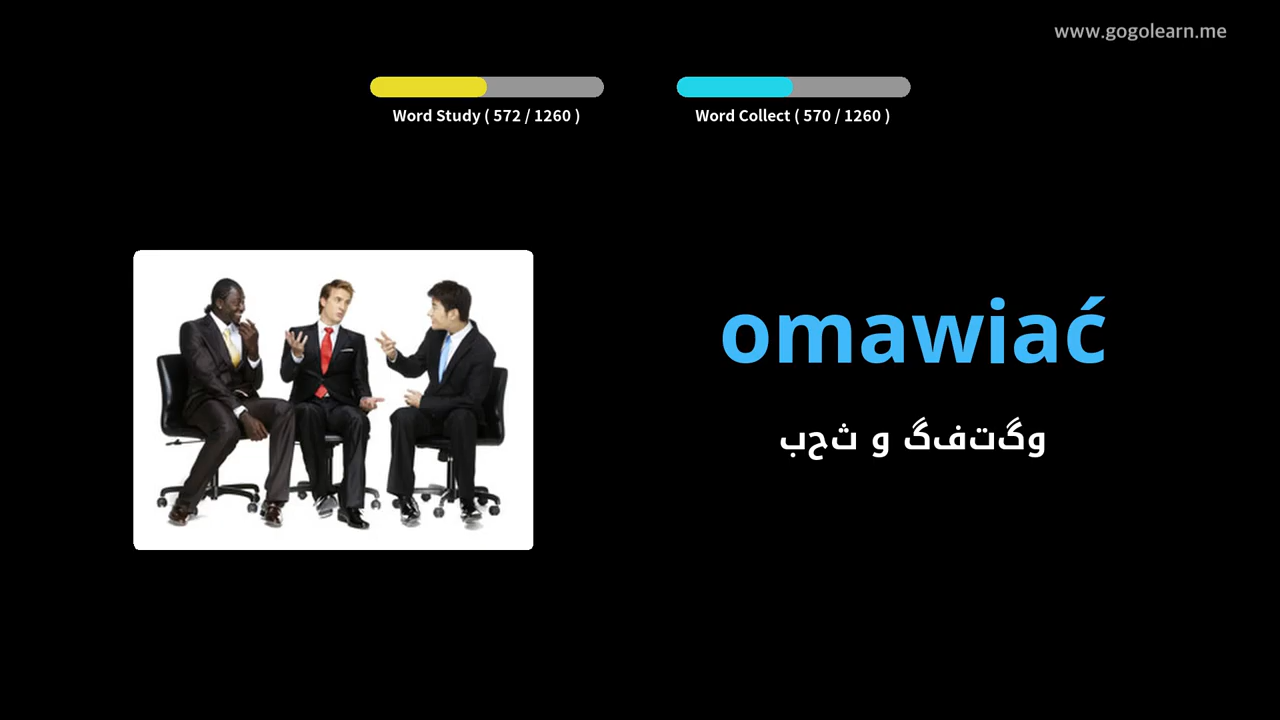 www.gogolearn.me
Word Study ( 572 / 1260 )
Word Collect ( 570 / 1260 )
omawiać
وگتفگ و ثحب